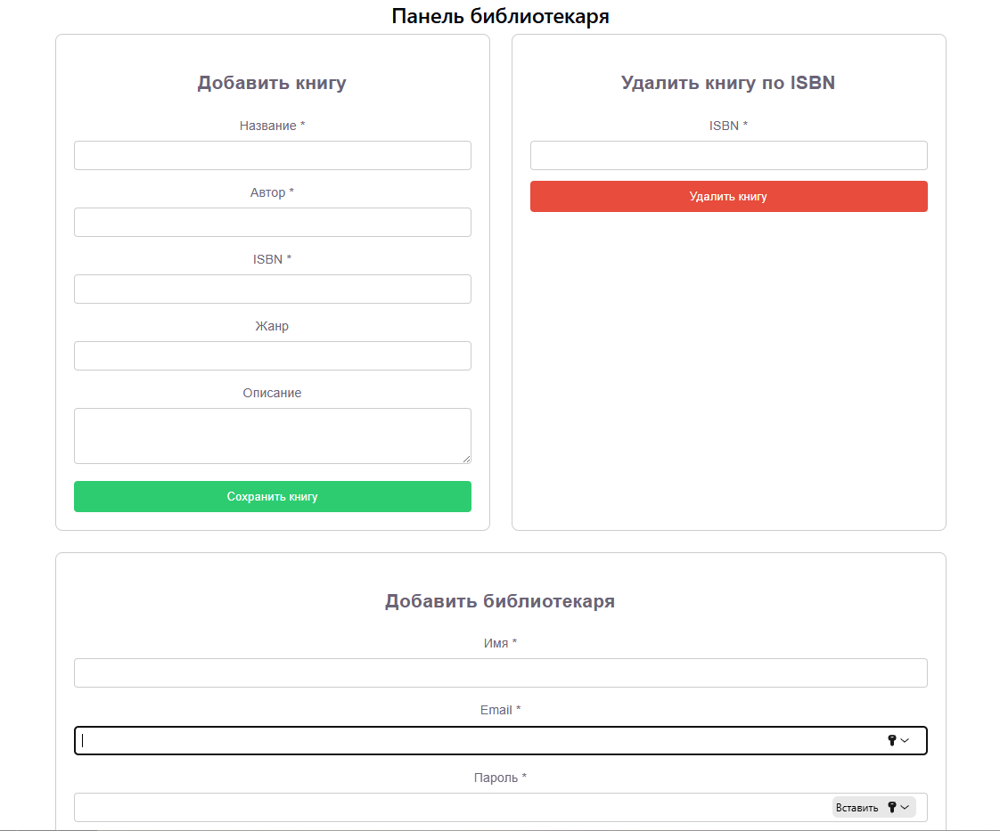 Панель библиотекаря
Добавить книгу
Название *
Автор *
ISBN *
Жанр
Описание
Сохранить книгу
Удалить книгу по ISBN
ISBN *
Удалить книгу
Добавить библиотекаря
Имя *
Email *
Пароль *
Вставить